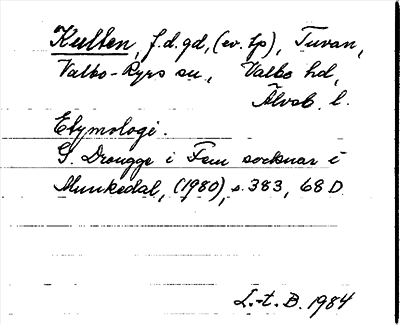 Kullen, f.d. gd, (ev. tp), Tuvan,
Valbo-Ryrs sn, Valbo hd,
Älvsb. l.
Etymologi.
G. Drougge i Fem socknar i
Munkedal, (1980), s. 383, 68 D.
L.-t. B. 1984